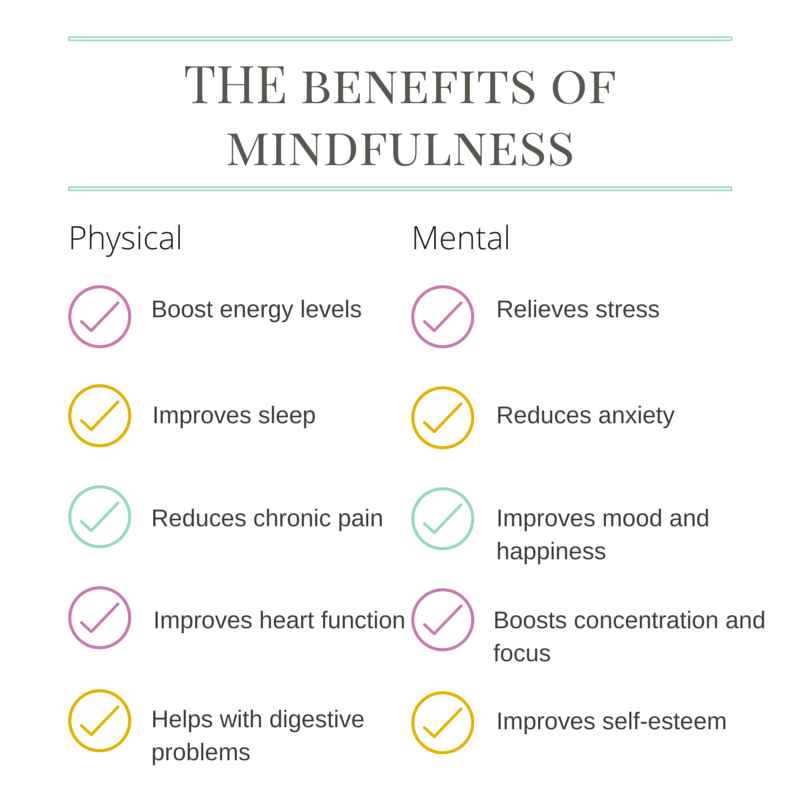 THE BENEFITS OF
MINDFULNESS
Physical
Boost energy levels
Improves sleep
Reduces chronic pain
Improves heart function
Helps with digestive
problems
Mental
Relieves stress
Reduces anxiety
Improves mood and
happiness
Boosts concentration and
focus
Improves self-esteem